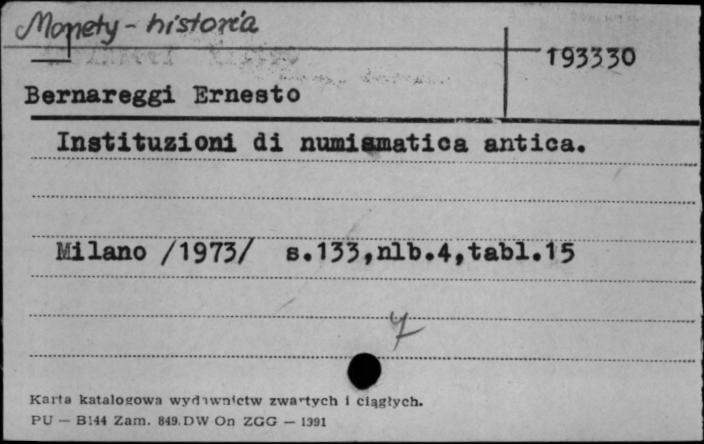 Monety - historia
193330
Bernareggi Ernesto
Instituzioni di numismatica antica.
Milano /1973/ s.133,nlb.4,tabl.15
Karta katalogowa wydawnictw zwartych i ciągłych.
PU — B144 Zam. 849. DW On ZGG — 1391